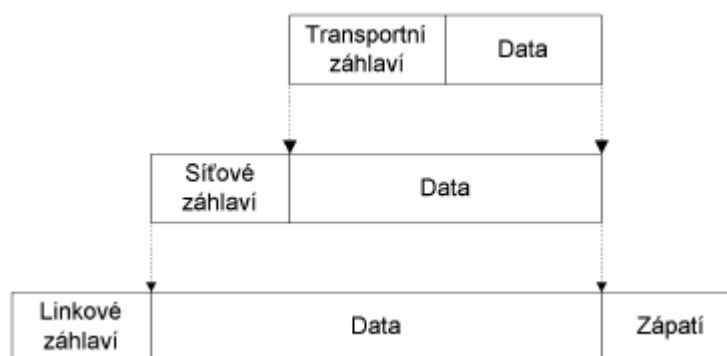 Transportní
záhlaví
Data
Síťové
záhlaví
Data
Linkové
záhlaví
Data
Zápatí